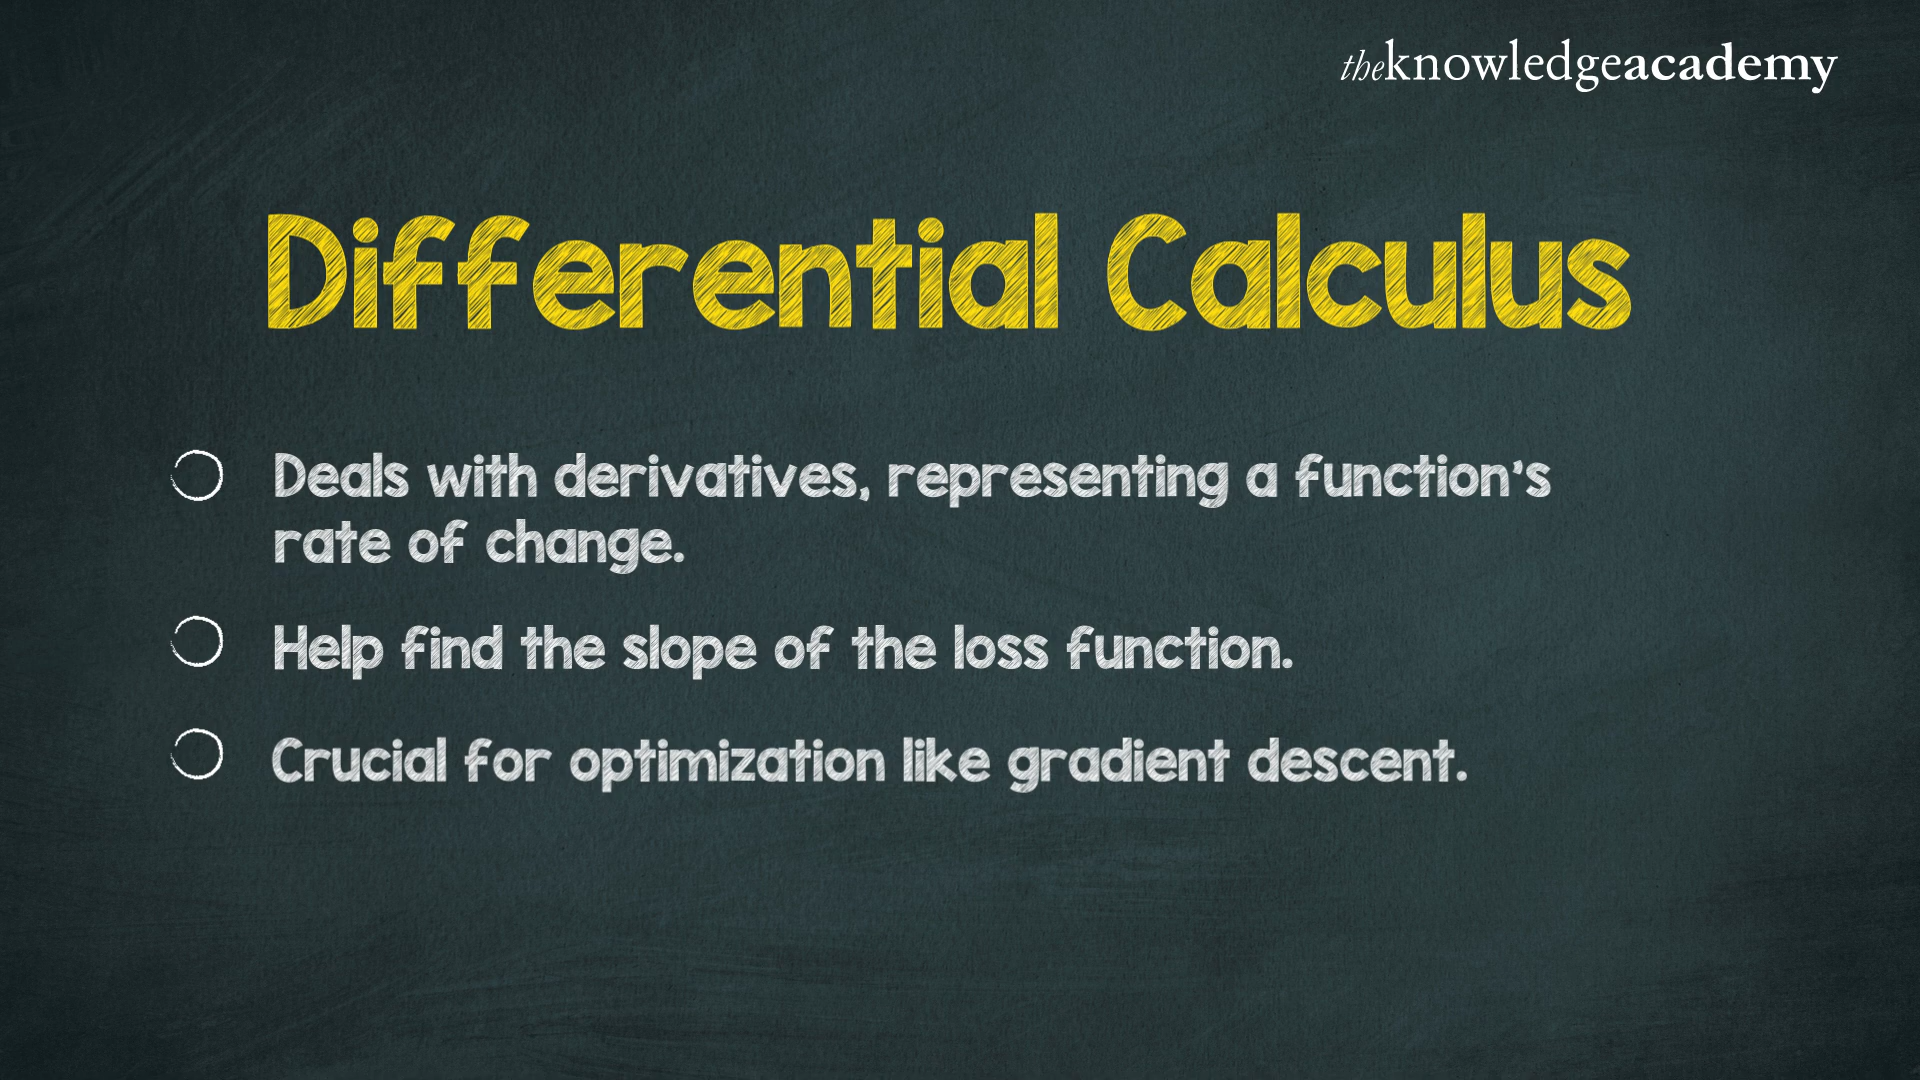 theknowledgeacademy
Differential Calculus
Deals with derivatives, representing a function's
rate of change.
Help find the slope of the loss function.
Crucial for optimization like gradient descent.